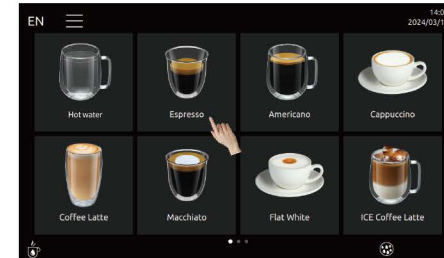 EN
14:0
2024/03/1
Hot water
Espresso
Americano
Cappuccino
Coffee Latte
Macchiato
Flat White
ICE Coffee Latte